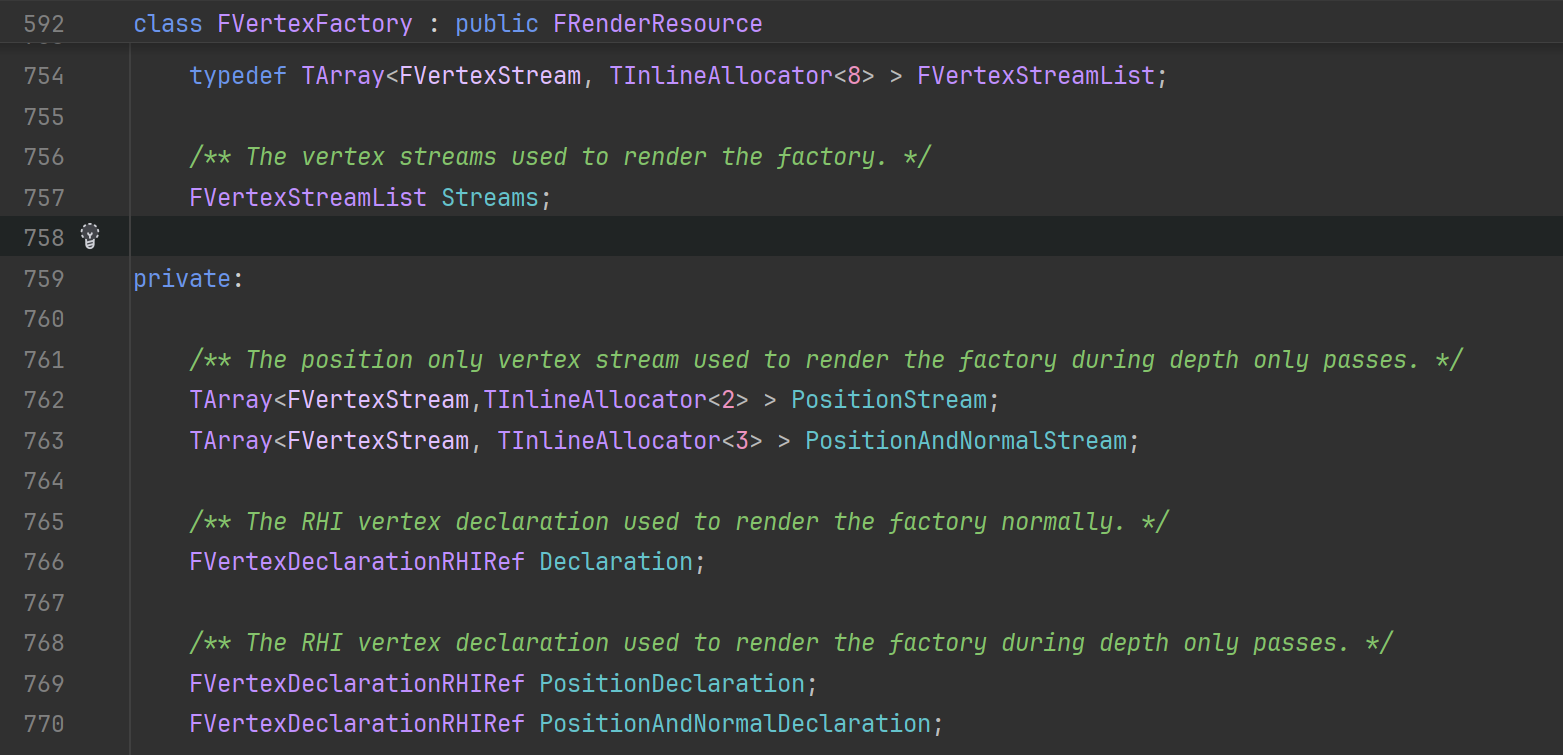 592 class FVertexFactory : public FRenderResource
754 typedef TArray<FVertexStream, TInlineAllocator<8> > FVertexStreamList;
755
756 /** The vertex streams used to render the factory. */
757 FVertexStreamList Streams;
758
759 private:
760
761 /** The position only vertex stream used to render the factory during depth only passes. */
762 TArray<FVertexStream,TInlineAllocator<2> > PositionStream;
763 TArray<FVertexStream, TInlineAllocator<3> > PositionAndNormalStream;
764
765 /** The RHI vertex declaration used to render the factory normally. */
766 FVertexDeclarationRHIRef Declaration;
767
768 /** The RHI vertex declaration used to render the factory during depth only passes. */
769 FVertexDeclarationRHIRef PositionDeclaration;
770 FVertexDeclarationRHIRef PositionAndNormalDeclaration;